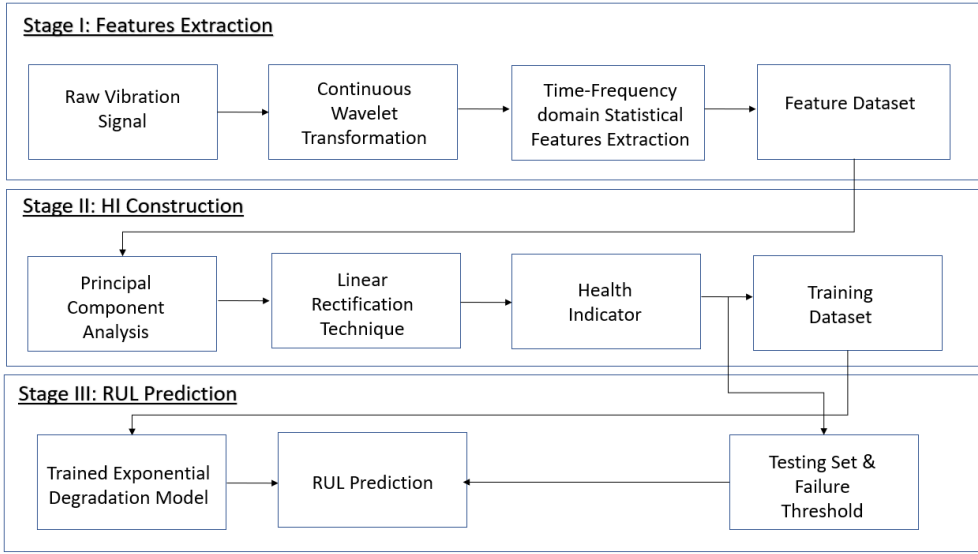 Stage I: Features Extraction
Raw Vibration
Signal
Continuous
Wavelet
Transformation
Time-Frequency
domain Statistical
Features Extraction
Feature Dataset
Stage II: HI Construction
Principal
Component
Analysis
Linear
Rectification
Technique
Health
Indicator
Training
Dataset
Stage III: RUL Prediction
Trained Exponential
Degradation Model
RUL Prediction
Testing Set &
Failure
Threshold